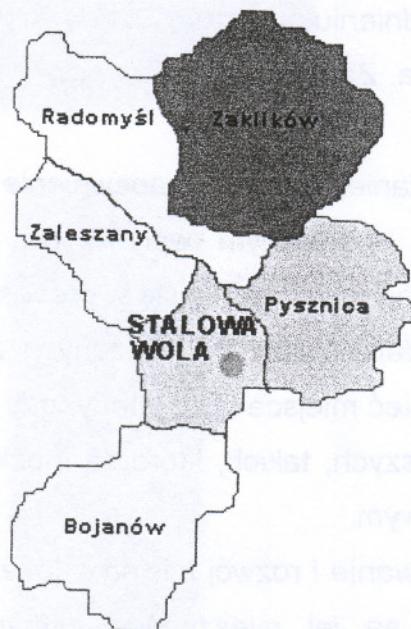 Radomyśl
Zaklików
Zaleszany
Pysznica
STALOWA
WOLA
Bojanów